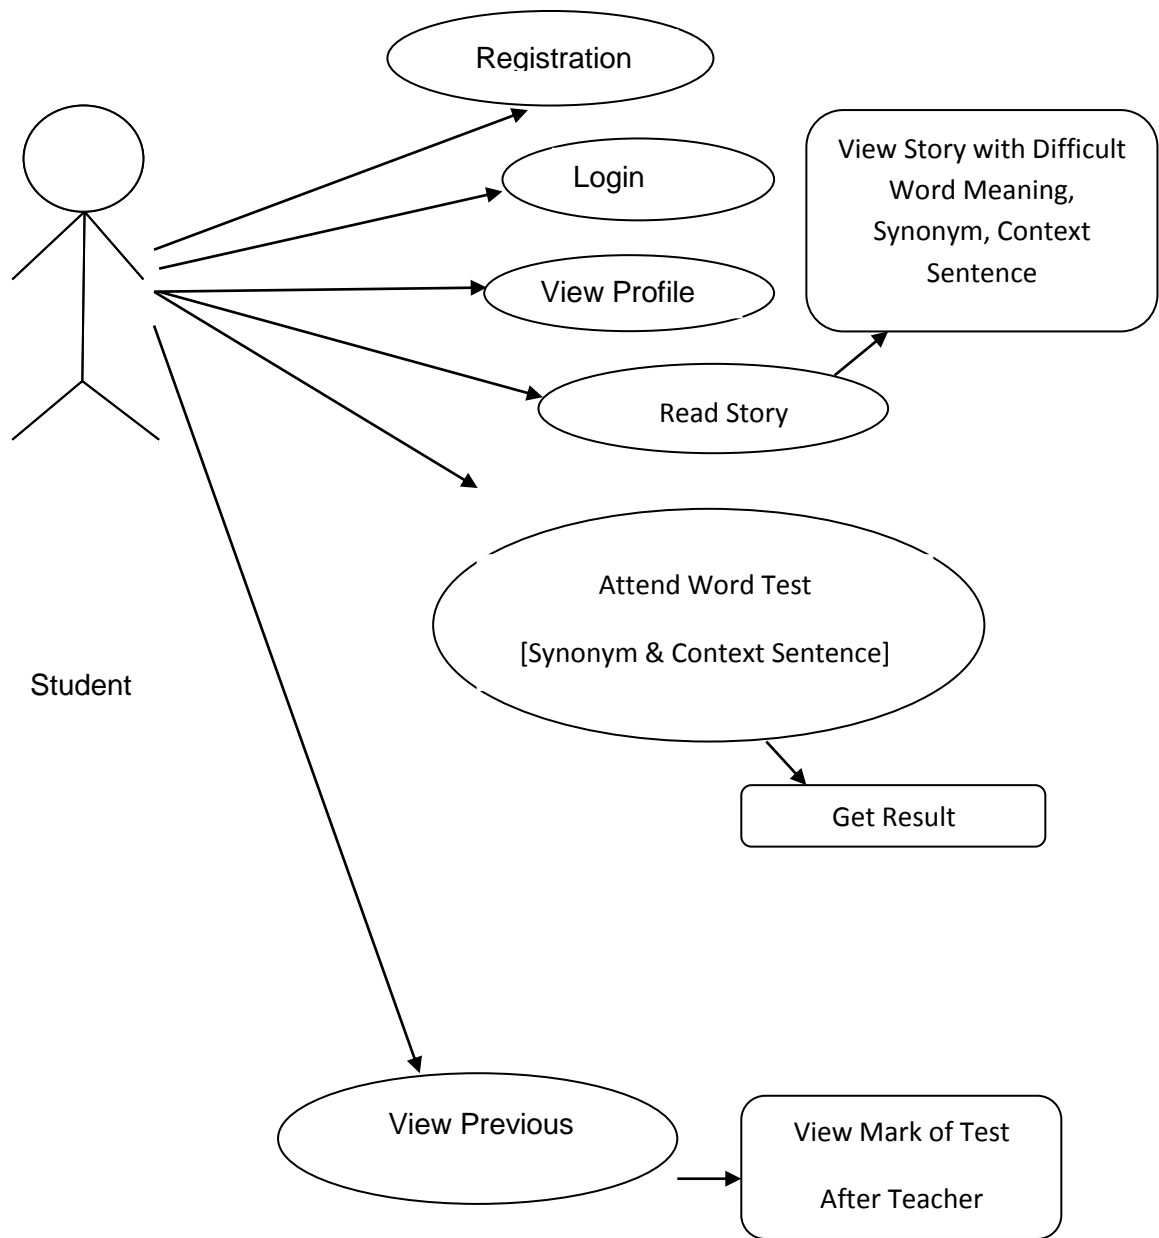 Registration
Login
View Story with Difficult
Word Meaning,
Synonym, Context
Sentence
View Profile
Read Story
Attend Word Test
[Synonym & Context Sentence]
Student
Get Result
View Previous
View Mark of Test
After Teacher